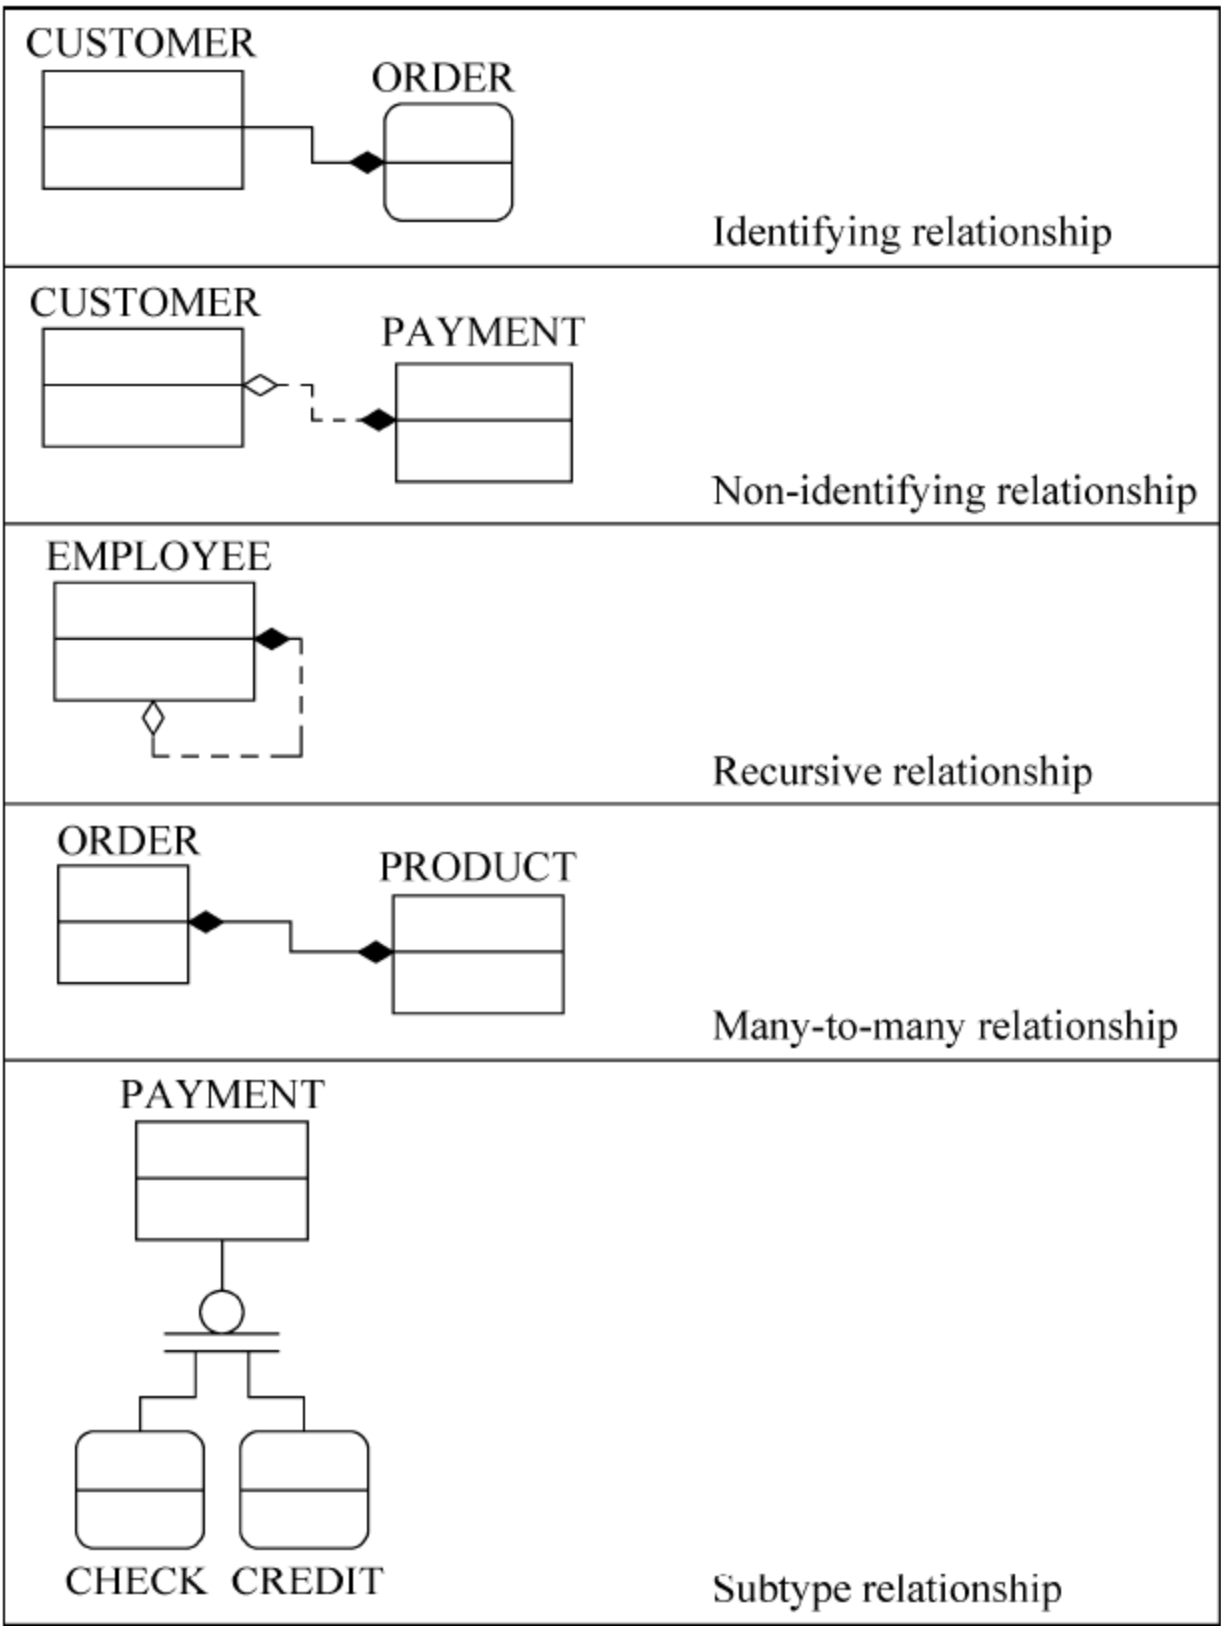 CUSTOMER
ORDER
Identifying relationship
CUSTOMER
PAYMENT
Non-identifying relationship
EMPLOYEE
Recursive relationship
ORDER
PRODUCT
Many-to-many relationship
PAYMENT
CHECK CREDIT
Subtype relationship